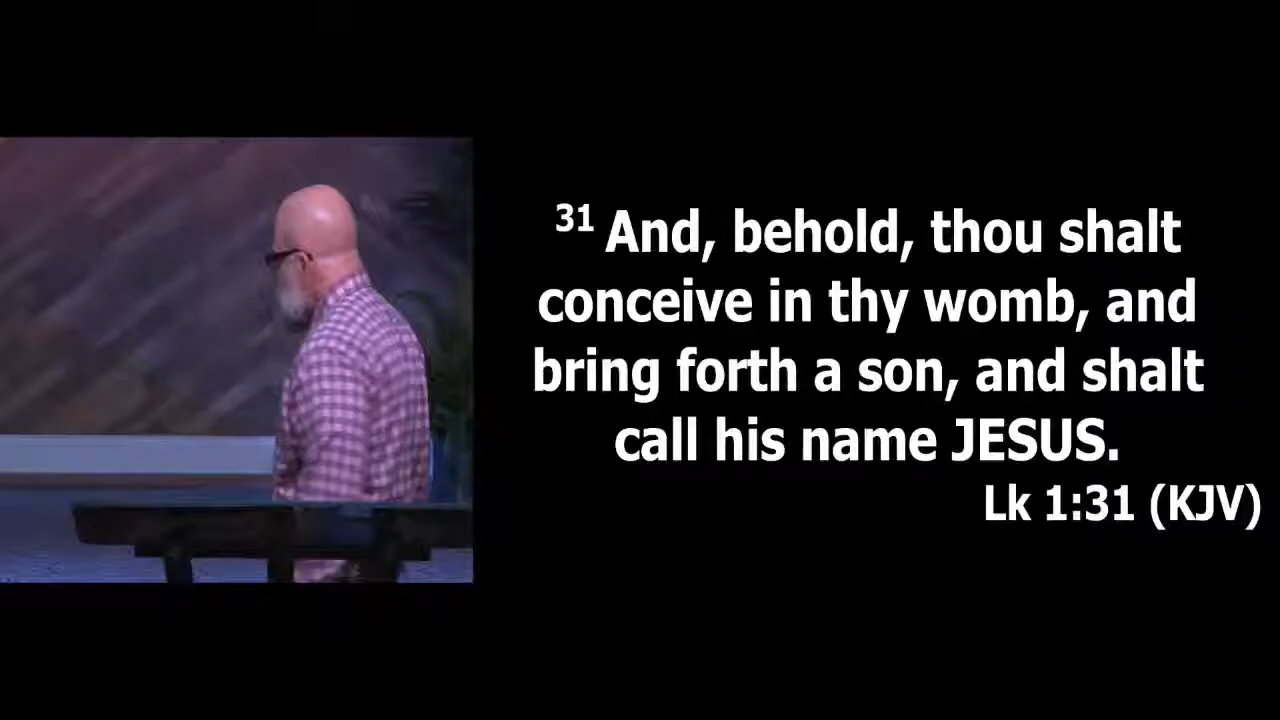 31 And, behold, thou shalt
conceive in thy womb, and
bring forth a son, and shalt
call his name JESUS.
Lk 1:31 (KJV)